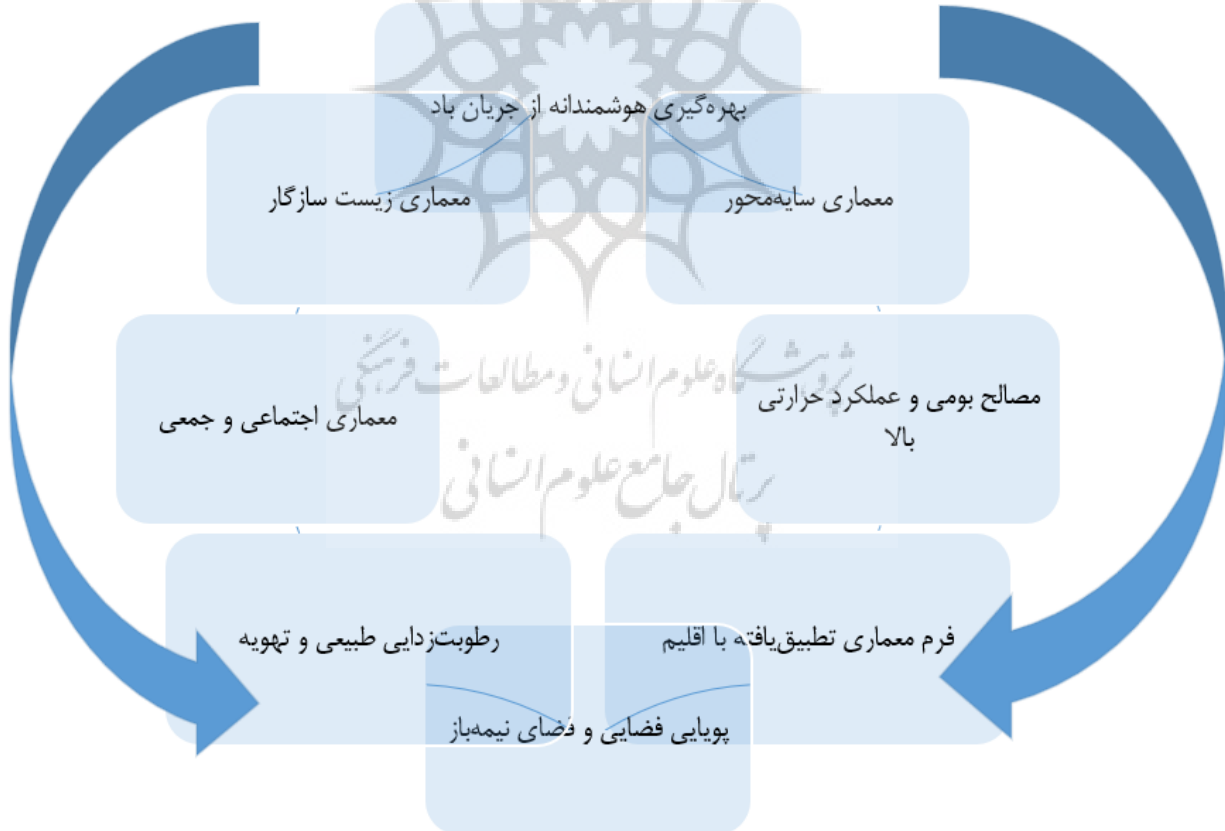 بهره‌گیری هوشمندانه از جریان باد
معماری سایه‌محور
معماری زیست سازگار
پژوهشگاه علوم انسانی و مطالعات فرهنگی
مصالح بومی و عملکرد حرارتی
بالا
معماری اجتماعی و جمعی
پرتال جامع علوم انسانی
فرم معماری تطبیق‌یافته با اقلیم
رطوبت‌زدایی طبیعی و تهویه
پویایی فضایی و فضای نیمه‌باز